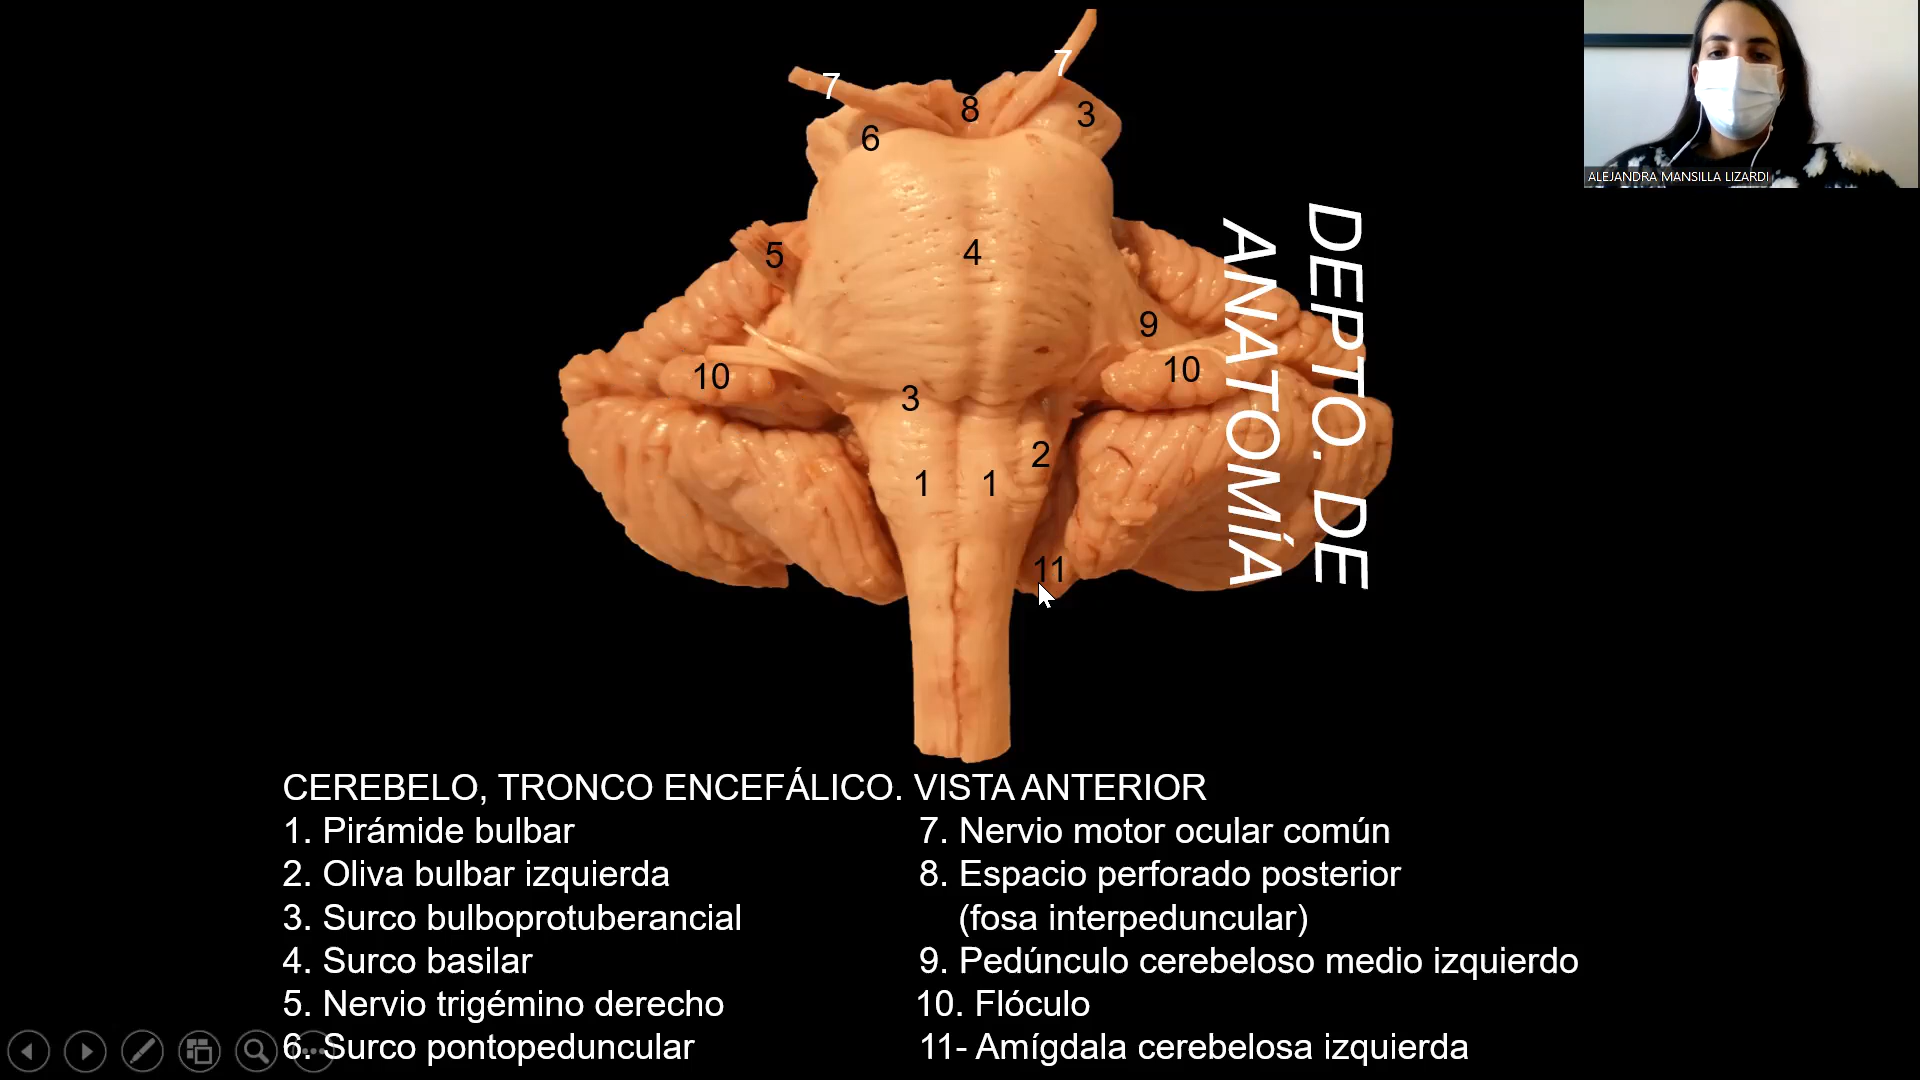 7
7
8
3
6
5
4
9
10
10
3
2
1
1
11
ALEJANDRA MANSILLA LIZARDI
DEPTO. DE
ANATOMÍA
CEREBELO, TRONCO ENCEFÁLICO. VISTA ANTERIOR
1. Pirámide bulbar
2. Oliva bulbar izquierda
3. Surco bulboprotuberancial
4. Surco basilar
5. Nervio trigémino derecho
6. Surco pontopeduncular
7. Nervio motor ocular común
8. Espacio perforado posterior
(fosa interpeduncular)
9. Pedúnculo cerebeloso medio izquierdo
10. Flóculo
11- Amígdala cerebelosa izquierda